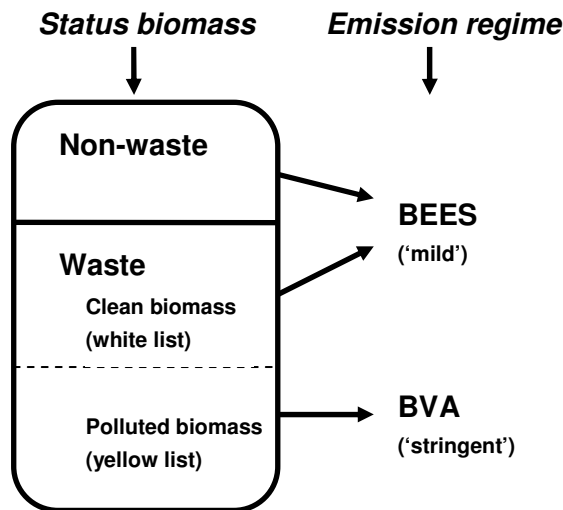 Status biomass
Emission regime
Non-waste
BEES
(‘mild’)
Waste
Clean biomass
(white list)
Polluted biomass
(yellow list)
BVA
(‘stringent’)